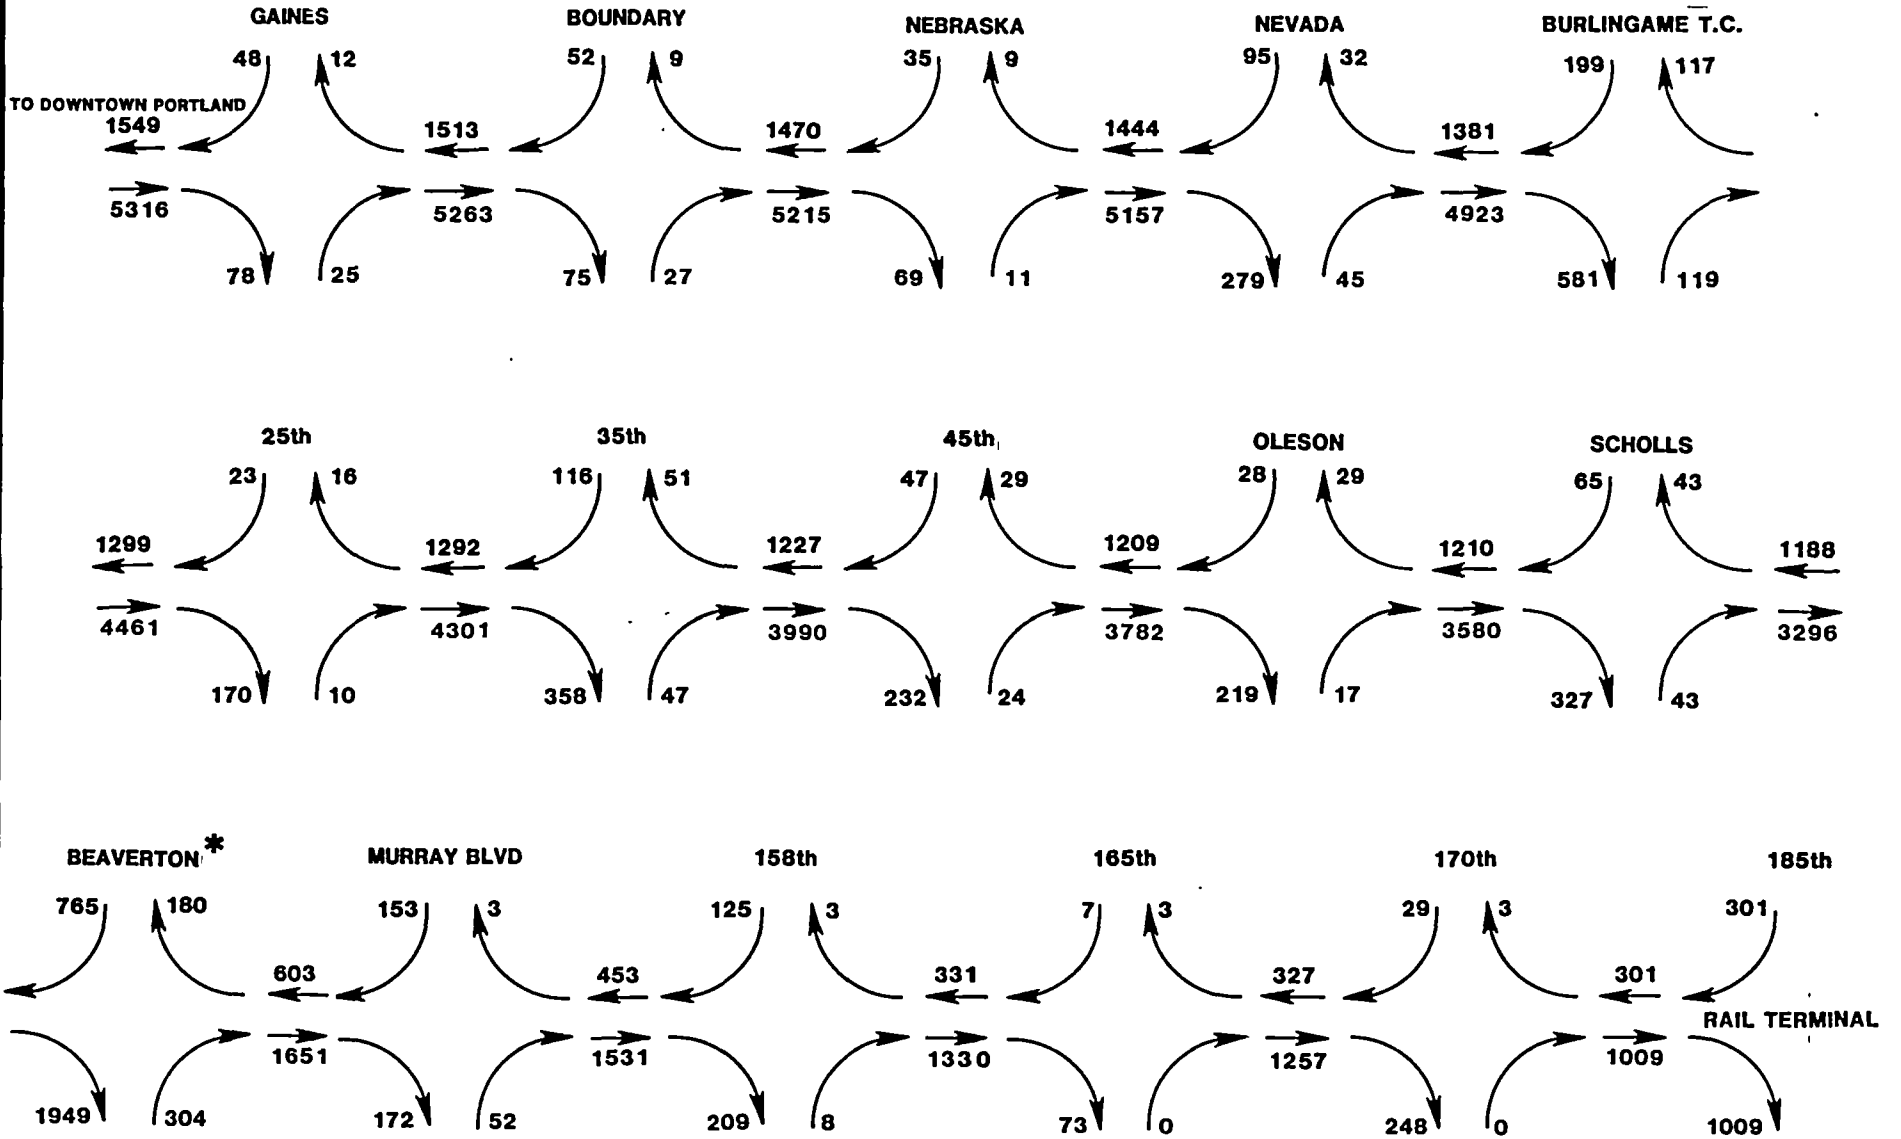 GAINES BOUNDARY NEBRASKA NEVADA BURLINGAME T.C.
48 12 52 9 35 9 95 32 199 117
TO DOWNTOWN PORTLAND
1549 1513 1470 1444 1381
5316 5263 5215 5157 4923
78 25 75 27 69 11 279 45 581 119
25th 35th 45th OLESON SCHOLLS
23 16 116 51 47 29 28 29 65 43
1299 1292 1227 1209 1210 1188
4461 4301 3990 3782 3580 3296
170 10 358 47 232 24 219 17 327 43
BEAVERTON* MURRAY BLVD 158th 165th 170th 185th
765 180 153 3 125 3 7 3 29 3 301
603 453 331 327 301
RAIL TERMINAL
1651 1531 1330 1257 1009
1949 304 172 52 209 8 73 0 248 0 1009